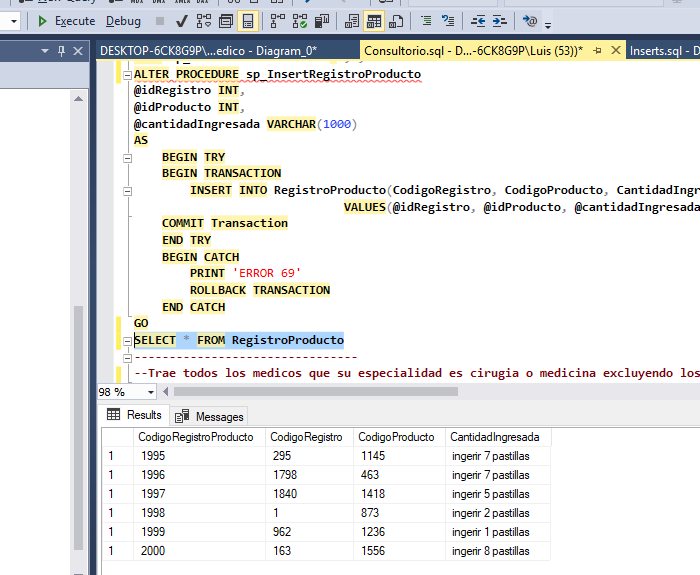 Execute Debug
DESKTOP-6CK8G9P\...edico - Diagram_0*
Consultorio.sql - D...-6CK8G9P\Luis (53))*
Inserts.sql - D
ALTER PROCEDURE sp_InsertRegistroProducto
@idRegistro INT,
@idProducto INT,
@cantidadIngresada VARCHAR(1000)
AS
BEGIN TRY
BEGIN TRANSACTION
INSERT INTO RegistroProducto(CodigoRegistro, CodigoProducto, CantidadIngr
VALUES(@idRegistro, @idProducto, @cantidadIngresada
COMMIT Transaction
END TRY
BEGIN CATCH
PRINT 'ERROR 69'
ROLLBACK TRANSACTION
END CATCH
GO
SELECT * FROM RegistroProducto
--------------------------------
--Trae todos los medicos que su especialidad es cirugia o medicina excluyendo los
98 %
Results Messages
CodigoRegistroProducto CodigoRegistro CodigoProducto CantidadIngresada
1 1995 295 1145 ingerir 7 pastillas
1 1996 1798 463 ingerir 7 pastillas
1 1997 1840 1418 ingerir 5 pastillas
1 1998 1 873 ingerir 2 pastillas
1 1999 962 1236 ingerir 1 pastillas
1 2000 163 1556 ingerir 8 pastillas